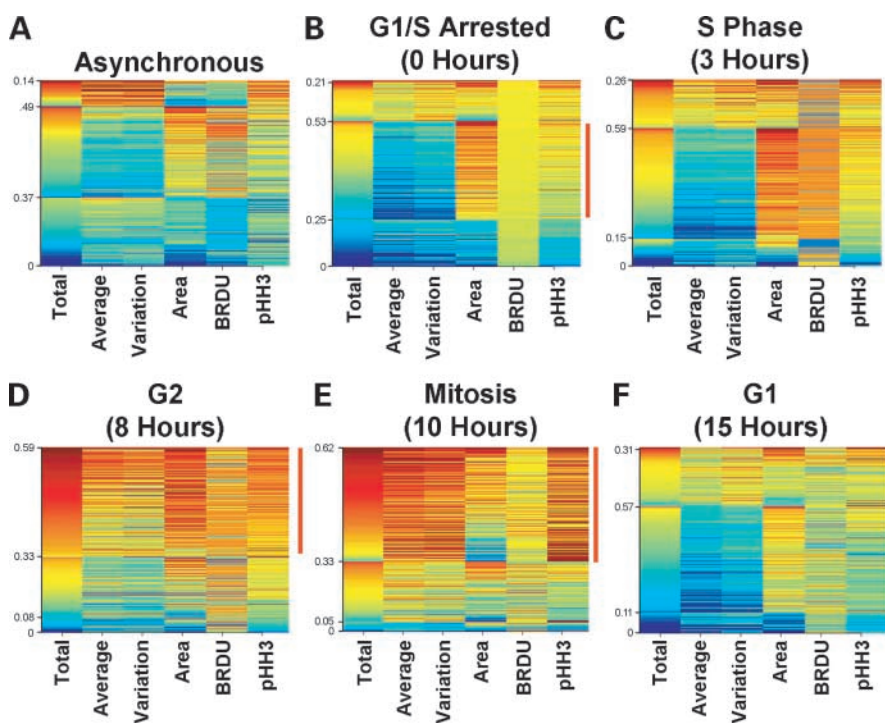 A
Asynchronous
0.14
.49
0.37
0
Total
Average
Variation
Area
BRDU
pHH3
B
G1/S Arrested
(0 Hours)
0.21
0.53
0.25
0
Total
Average
Variation
Area
BRDU
pHH3
C
S Phase
(3 Hours)
0.26
0.59
0.15
0
Total
Average
Variation
Area
BRDU
pHH3
D
G2
(8 Hours)
0.59
0.33
0.08
0
Total
Average
Variation
Area
BRDU
pHH3
E
Mitosis
(10 Hours)
0.62
0.33
0.05
0
Total
Average
Variation
Area
BRDU
pHH3
F
G1
(15 Hours)
0.31
0.57
0.11
0
Total
Average
Variation
Area
BRDU
pHH3